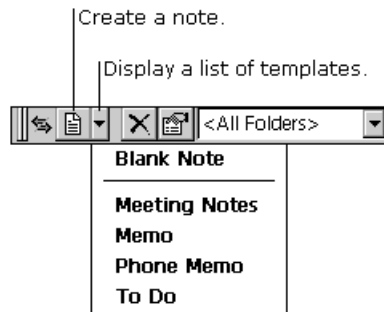 Create a note.
Display a list of templates.
<All Folders>
Blank Note
Meeting Notes
Memo
Phone Memo
To Do